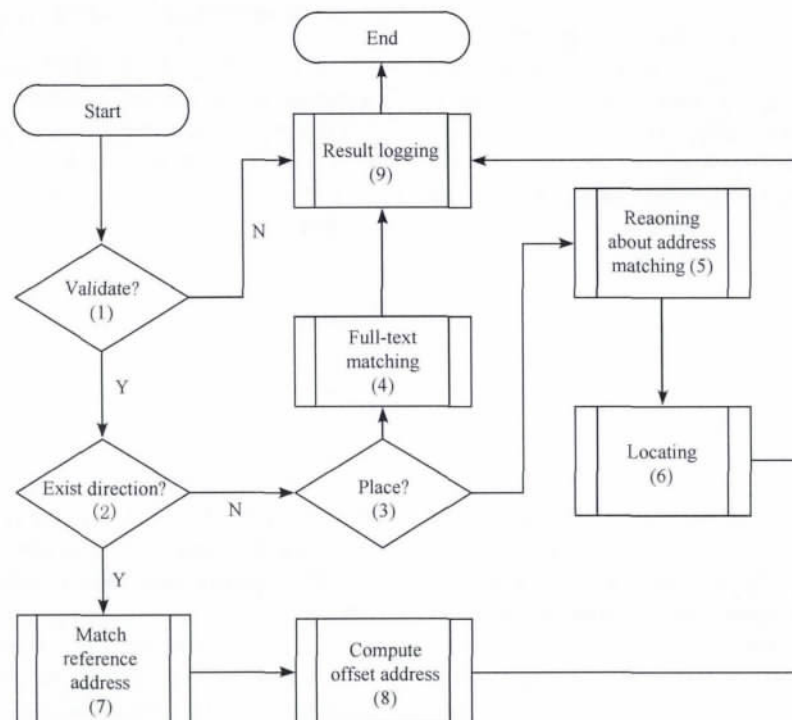 End
Start
Result logging
(9)
N
Reaoning
about address
matching (5)
Validate?
(1)
Full-text
matching
(4)
Y
Exist direction?
(2)
N
Place?
(3)
Locating
(6)
Y
Match
reference
address
(7)
Compute
offset address
(8)